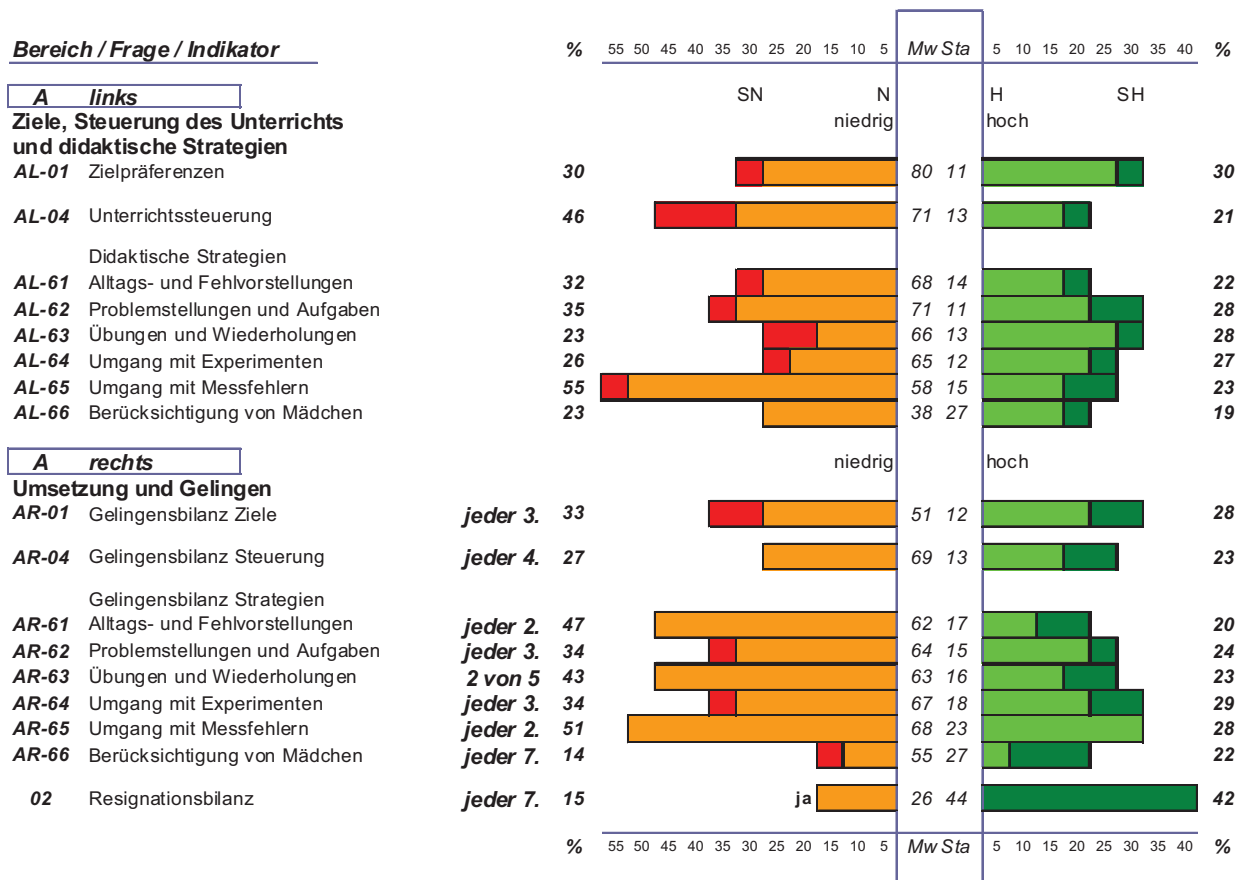 Bereich / Frage / Indikator % 55 50 45 40 35 30 25 20 15 10 5 Mw Sta 5 10 15 20 25 30 35 40 %
A links SN N H SH
Ziele, Steuerung des Unterrichts niedrig hoch
und didaktische Strategien
AL-01 Zielpräferenzen 30 80 11 30
AL-04 Unterrichtssteuerung 46 71 13 21
Didaktische Strategien
AL-61 Alltags- und Fehlvorstellungen 32 68 14 22
AL-62 Problemstellungen und Aufgaben 35 71 11 28
AL-63 Übungen und Wiederholungen 23 66 13 28
AL-64 Umgang mit Experimenten 26 65 12 27
AL-65 Umgang mit Messfehlern 55 58 15 23
AL-66 Berücksichtigung von Mädchen 23 38 27 19
A rechts niedrig hoch
Umsetzung und Gelingen
AR-01 Gelingensbilanz Ziele jeder 3. 33 51 12 28
AR-04 Gelingensbilanz Steuerung jeder 4. 27 69 13 23
Gelingensbilanz Strategien
AR-61 Alltags- und Fehlvorstellungen jeder 2. 47 62 17 20
AR-62 Problemstellungen und Aufgaben jeder 3. 34 64 15 24
AR-63 Übungen und Wiederholungen 2 von 5 43 63 16 23
AR-64 Umgang mit Experimenten jeder 3. 34 67 18 29
AR-65 Umgang mit Messfehlern jeder 2. 51 68 23 28
AR-66 Berücksichtigung von Mädchen jeder 7. 14 55 27 22
02 Resignationsbilanz jeder 7. 15 ja 26 44 42
% 55 50 45 40 35 30 25 20 15 10 5 Mw Sta 5 10 15 20 25 30 35 40 %